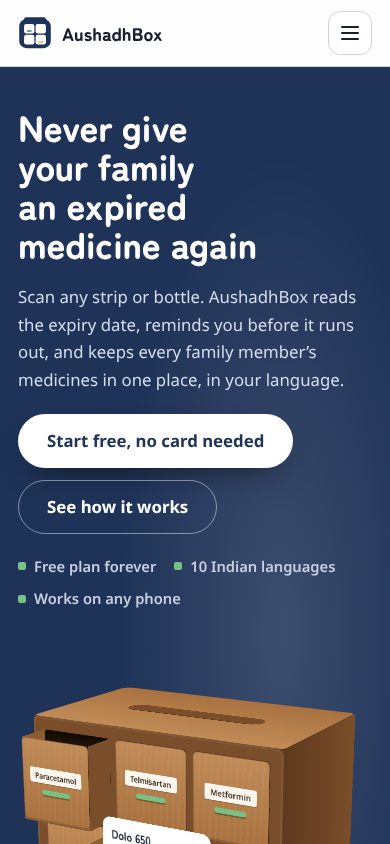 AushadhBox
Never give
your family
an expired
medicine again
Scan any strip or bottle. AushadhBox reads
the expiry date, reminds you before it runs
out, and keeps every family member’s
medicines in one place, in your language.
Start free, no card needed
See how it works
Free plan forever
10 Indian languages
Works on any phone
Paracetamol
Telmisartan
Metformin
Dolo 650